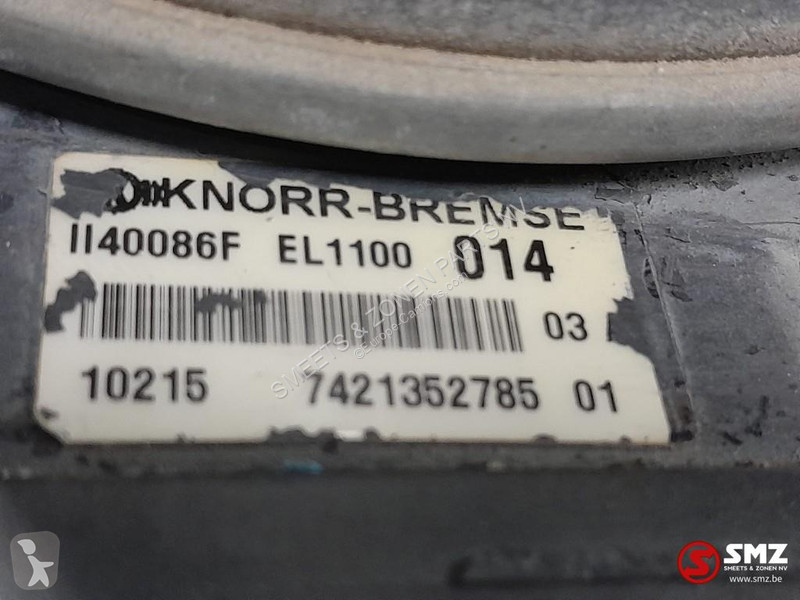 KNORR-BREMSE
II40086F EL1100 014
03
10215 7421352785 01
SMEETS & ZONEN PARTS
SMZ
SMEETS & ZONEN NV
www.smz.be